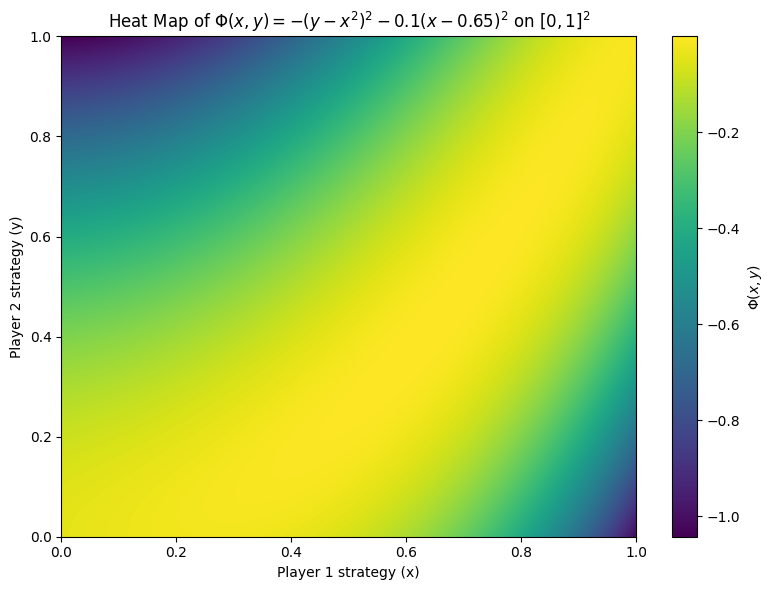 Heat Map of Φ(x, y) = −(y − x²)² − 0.1(x − 0.65)² on [0, 1]²
1.0
0.8
0.6
0.4
0.2
0.0
Player 2 strategy (y)
0.0 0.2 0.4 0.6 0.8 1.0
Player 1 strategy (x)
−0.2
−0.4
−0.6
−0.8
−1.0
Φ(x, y)